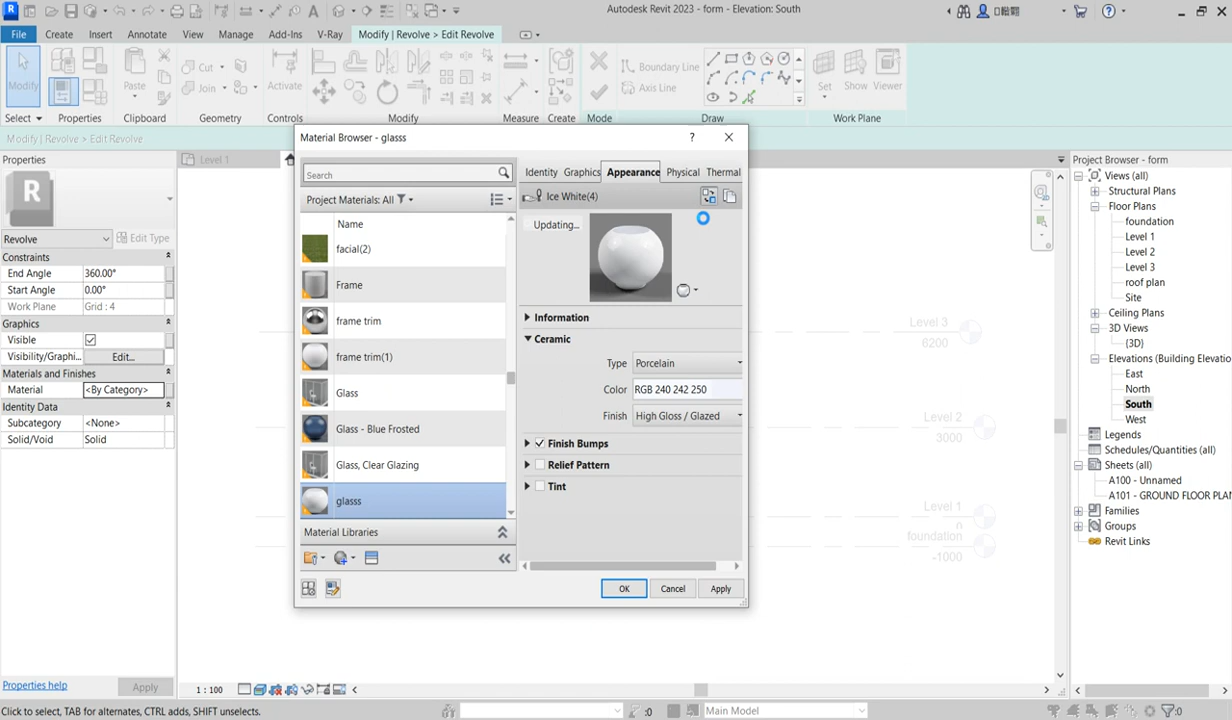 Autodesk Revit 2023 - form - Elevation: South
File Create Insert Annotate View Manage Add-Ins V-Ray Modify | Revolve > Edit Revolve
Modify Paste Cut Join Activate Boundary Line Axis Line Set Show Viewer
Select Properties Clipboard Geometry Controls Modify Measure Create Mode Draw Work Plane
Modify | Revolve > Edit Revolve
Properties
Revolve
Edit Type
Constraints
End Angle 360.00°
Start Angle 0.00°
Work Plane Grid : 4
Graphics
Visible
Visibility/Graphi... Edit...
Materials and Finishes
Material <By Category>
Identity Data
Subcategory <None>
Solid/Void Solid
Properties help Apply
Level 1
Material Browser - glasss
?
Search
Project Materials: All
Name
facial(2)
Frame
frame trim
frame trim(1)
Glass
Glass - Blue Frosted
Glass, Clear Glazing
glasss
Material Libraries
Identity Graphics Appearance Physical Thermal
Ice White(4)
Updating...
Information
Ceramic
Type Porcelain
Color RGB 240 242 250
Finish High Gloss / Glazed
Finish Bumps
Relief Pattern
Tint
OK Cancel Apply
Level 3
6200
Level 2
3000
Level 1
0
foundation
-1000
Project Browser - form
Views (all)
Structural Plans
Floor Plans
foundation
Level 1
Level 2
Level 3
roof plan
Site
Ceiling Plans
3D Views
{3D}
Elevations (Building Elevation
East
North
South
West
Legends
Schedules/Quantities (all)
Sheets (all)
A100 - Unnamed
A101 - GROUND FLOOR PLAN
Families
Groups
Revit Links
1 : 100
Click to select, TAB for alternates, CTRL adds, SHIFT unselects.
:0
Main Model
:0